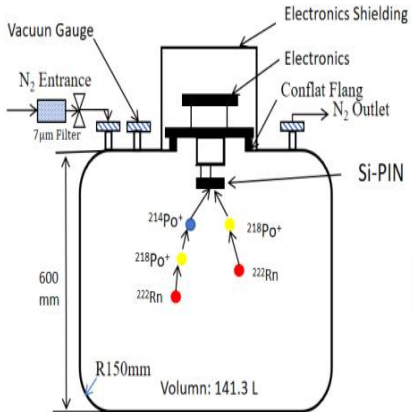 Electronics Shielding
Vacuun Gauge
Electronics
N2 Entrance
Conflat Flang
N2 Outlet
7μm Filter
Si-PIN
214Po+
218Po+
218Po+
222Rn
222Rn
600
mm
R150mm
Volumn: 141.3 L